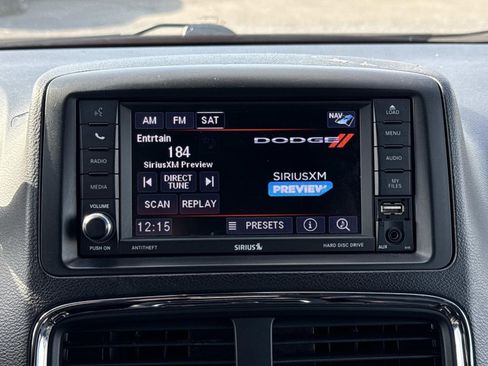 AM FM SAT NAV
Entrtain
184
SiriusXM Preview
DODGE
DIRECT TUNE
SIRIUSXM
PREVIEW
SCAN REPLAY
12:15 PRESETS
RADIO
MEDIA
VOLUME
PUSH ON
LOAD
MENU
AUDIO
MY FILES
AUX
ANTITHEFT SIRIUS HARD DISC DRIVE